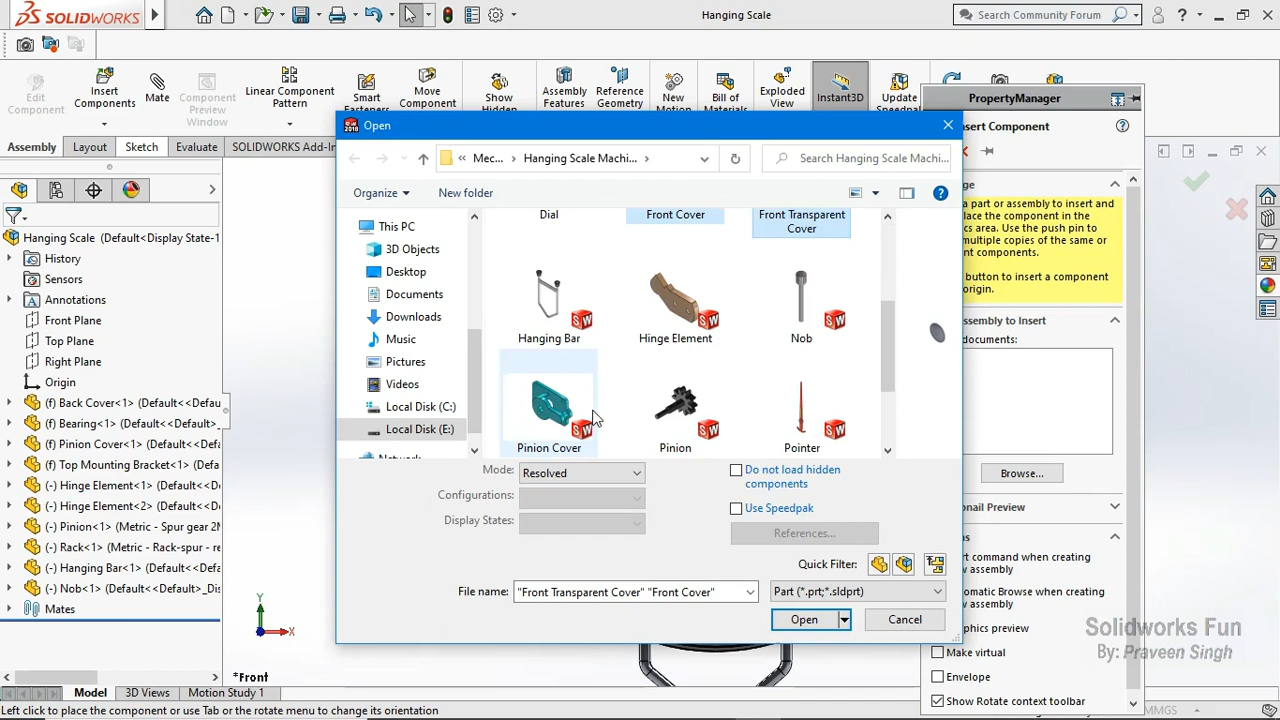 SOLIDWORKS
Hanging Scale
Search Community Forum
Edit Component
Insert Components
Mate
Component Preview Window
Linear Component Pattern
Smart
Move Component
Show Hidden
Assembly Features
Reference Geometry
New
Bill of
Exploded View
Instant3D
Update
Assembly
Layout
Sketch
Evaluate
SOLIDWORKS Add-In
PropertyManager
Insert Component
Open
Mec...
Hanging Scale Machi...
Search Hanging Scale Machi...
Organize
New folder
This PC
3D Objects
Desktop
Documents
Downloads
Music
Pictures
Videos
Local Disk (C:)
Local Disk (E:)
Dial
Front Cover
Front Transparent Cover
Hanging Bar
Hinge Element
Nob
Pinion Cover
Pinion
Pointer
Mode:
Resolved
Configurations:
Display States:
Do not load hidden components
Use Speedpak
References...
Quick Filter:
File name:
"Front Transparent Cover" "Front Cover"
Part (*.prt;*.sldprt)
Open
Cancel
Hanging Scale (Default<Display State-1
History
Sensors
Annotations
Front Plane
Top Plane
Right Plane
Origin
(f) Back Cover<1> (Default<<Defau
(f) Bearing<1> (Default<<Default>_
(f) Pinion Cover<1> (Default<<Defa
(f) Top Mounting Bracket<1> (Defa
(-) Hinge Element<1> (Default<<De
(-) Hinge Element<2> (Default<<De
(-) Pinion<1> (Metric - Spur gear 2M
(-) Rack<1> (Metric - Rack-spur - re
(-) Hanging Bar<1> (Default<<Defa
(-) Nob<1> (Default<<Default>_Dis
Mates
a part or assembly to insert and
place the component in the
cs area. Use the push pin to
multiple copies of the same or
ent components.
button to insert a component
rigin.
ssembly to Insert
documents:
Browse...
nail Preview
ns
rt command when creating
assembly
matic Browse when creating
assembly
hics preview
Make virtual
Envelope
Show Rotate context toolbar
Y
X
*Front
Model
3D Views
Motion Study 1
Left click to place the component or use Tab or the rotate menu to change its orientation
MMGS
Solidworks Fun
By: Praveen Singh